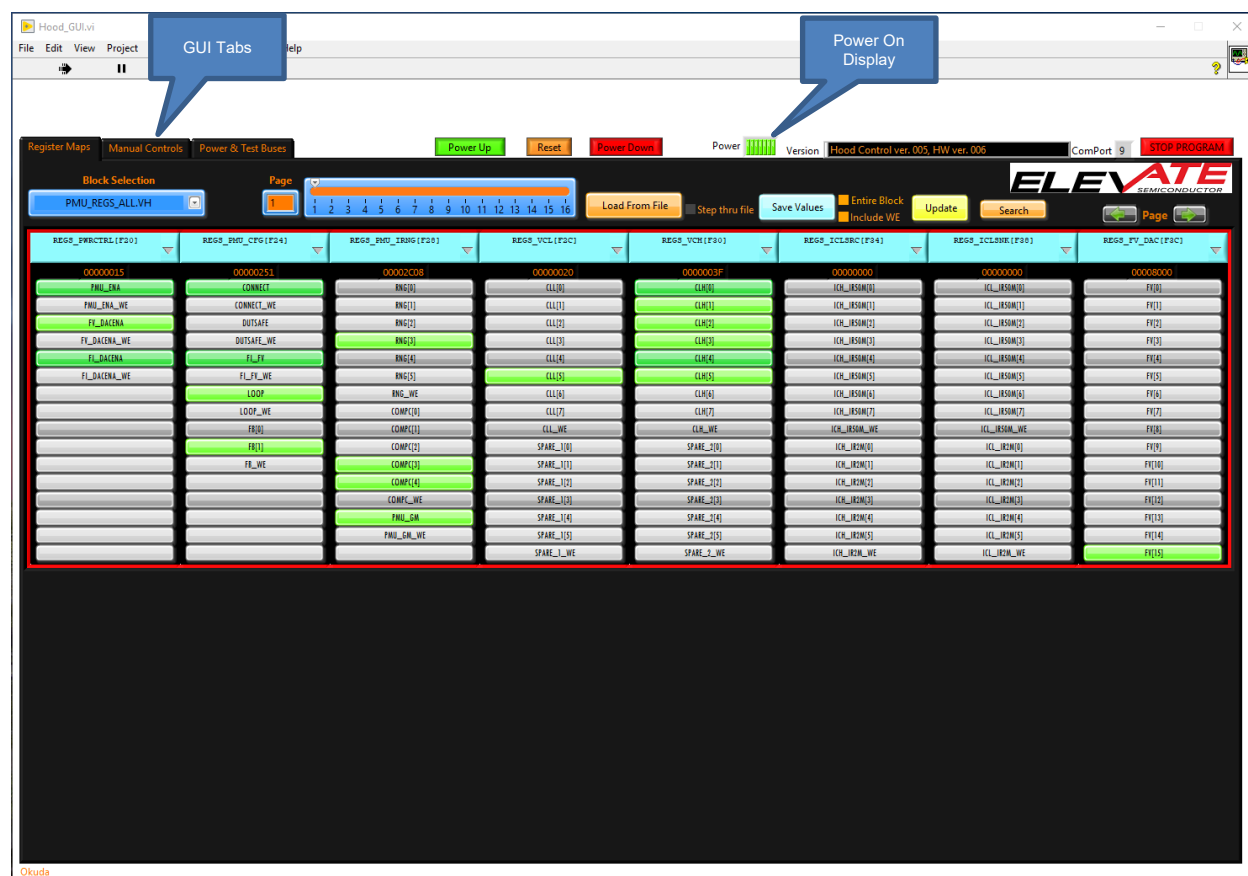 Hood_GUI.vi
File Edit View Project elp
GUI Tabs
Power On
Display
Register Maps Manual Controls Power & Test Buses Power Up Reset Power Down Power Version Hood Control ver. 005, HW ver. 006 ComPort 9 STOP PROGRAM
ELEVATE
SEMICONDUCTOR
Block Selection Page
PMU_REGS_ALL.VH 1 1 2 3 4 5 6 7 8 9 10 11 12 13 14 15 16 Load From File Step thru file Save Values Entire Block Include WE Update Search Page
REGS_PWRCTRL[F20] REGS_PMU_CFG[F24] REGS_PMU_IRNG[F28] REGS_VCL[F2C] REGS_VCH[F30] REGS_ICLSRC[F34] REGS_ICLSNK[F38] REGS_FV_DAC[F3C]
00000015 00000251 00002C08 00000020 0000003F 00000000 00000000 00008000
PMU_ENA CONNECT RNG[0] CLL[0] CLH[0] ICH_IR50M[0] ICL_IR50M[0] FV[0]
PMU_ENA_WE CONNECT_WE RNG[1] CLL[1] CLH[1] ICH_IR50M[1] ICL_IR50M[1] FV[1]
FV_DACENA DUTSAFE RNG[2] CLL[2] CLH[2] ICH_IR50M[2] ICL_IR50M[2] FV[2]
FV_DACENA_WE DUTSAFE_WE RNG[3] CLL[3] CLH[3] ICH_IR50M[3] ICL_IR50M[3] FV[3]
FI_DACENA FI_FV RNG[4] CLL[4] CLH[4] ICH_IR50M[4] ICL_IR50M[4] FV[4]
FI_DACENA_WE FI_FV_WE RNG[5] CLL[5] CLH[5] ICH_IR50M[5] ICL_IR50M[5] FV[5]
LOOP RNG_WE CLL[6] CLH[6] ICH_IR50M[6] ICL_IR50M[6] FV[6]
LOOP_WE COMPC[0] CLL[7] CLH[7] ICH_IR50M[7] ICL_IR50M[7] FV[7]
FB[0] COMPC[1] CLL_WE CLH_WE ICH_IR50M_WE ICL_IR50M_WE FV[8]
FB[1] COMPC[2] SPARE_1[0] SPARE_2[0] ICH_IR2M[0] ICL_IR2M[0] FV[9]
FB_WE COMPC[3] SPARE_1[1] SPARE_2[1] ICH_IR2M[1] ICL_IR2M[1] FV[10]
COMPC[4] SPARE_1[2] SPARE_2[2] ICH_IR2M[2] ICL_IR2M[2] FV[11]
COMPC_WE SPARE_1[3] SPARE_2[3] ICH_IR2M[3] ICL_IR2M[3] FV[12]
PMU_GM SPARE_1[4] SPARE_2[4] ICH_IR2M[4] ICL_IR2M[4] FV[13]
PMU_GM_WE SPARE_1[5] SPARE_2[5] ICH_IR2M[5] ICL_IR2M[5] FV[14]
SPARE_1_WE SPARE_2_WE ICH_IR2M_WE ICL_IR2M_WE FV[15]
Okuda